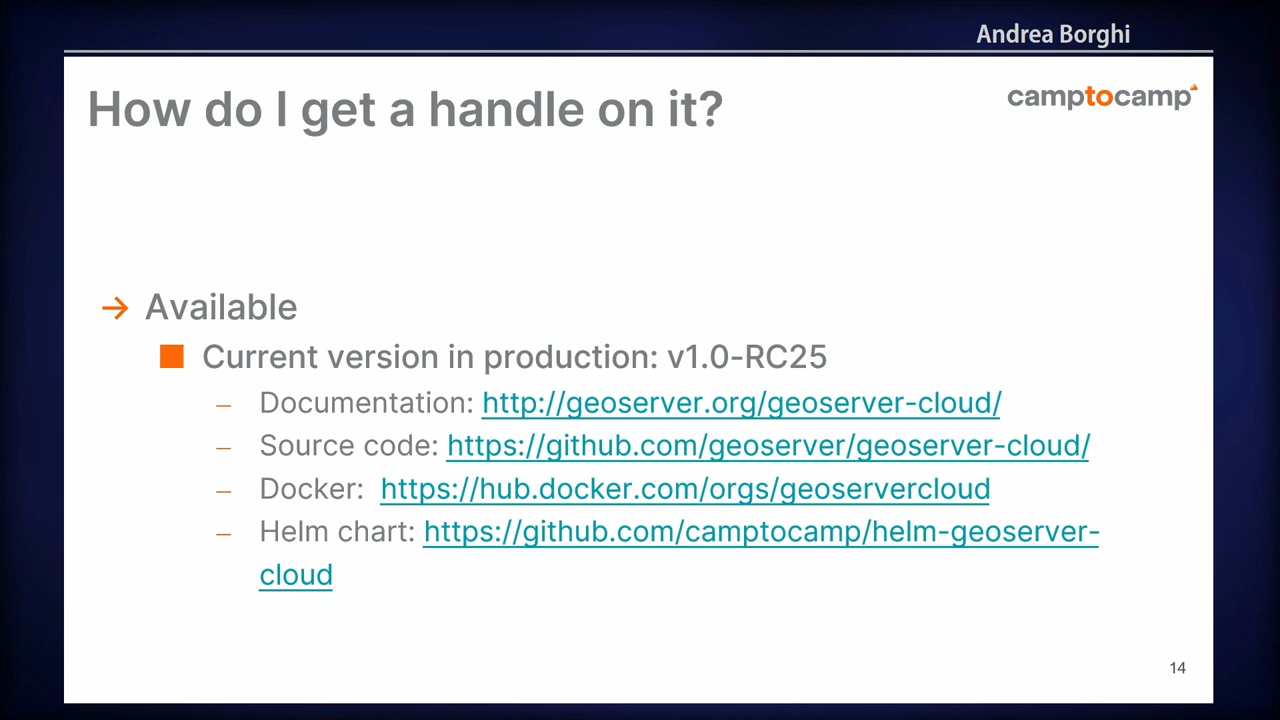 Andrea Borghi
How do I get a handle on it?
camptocamp
→ Available
■ Current version in production: v1.0-RC25
– Documentation: http://geoserver.org/geoserver-cloud/
– Source code: https://github.com/geoserver/geoserver-cloud/
– Docker: https://hub.docker.com/orgs/geoservercloud
– Helm chart: https://github.com/camptocamp/helm-geoserver-
cloud
14